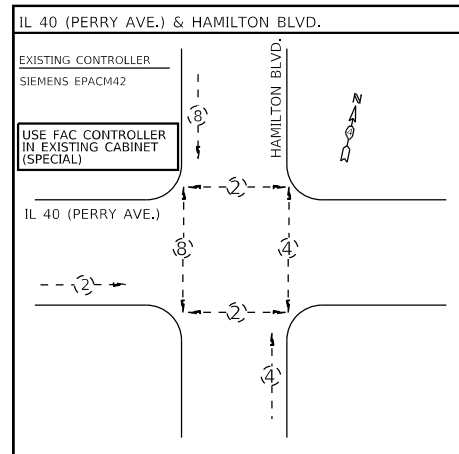 IL 40 (PERRY AVE.) & HAMILTON BLVD.
EXISTING CONTROLLER
SIEMENS EPACM42
USE FAC CONTROLLER
IN EXISTING CABINET
(SPECIAL)
8
HAMILTON BLVD.
N
2
IL 40 (PERRY AVE.)
8
4
2
2
4